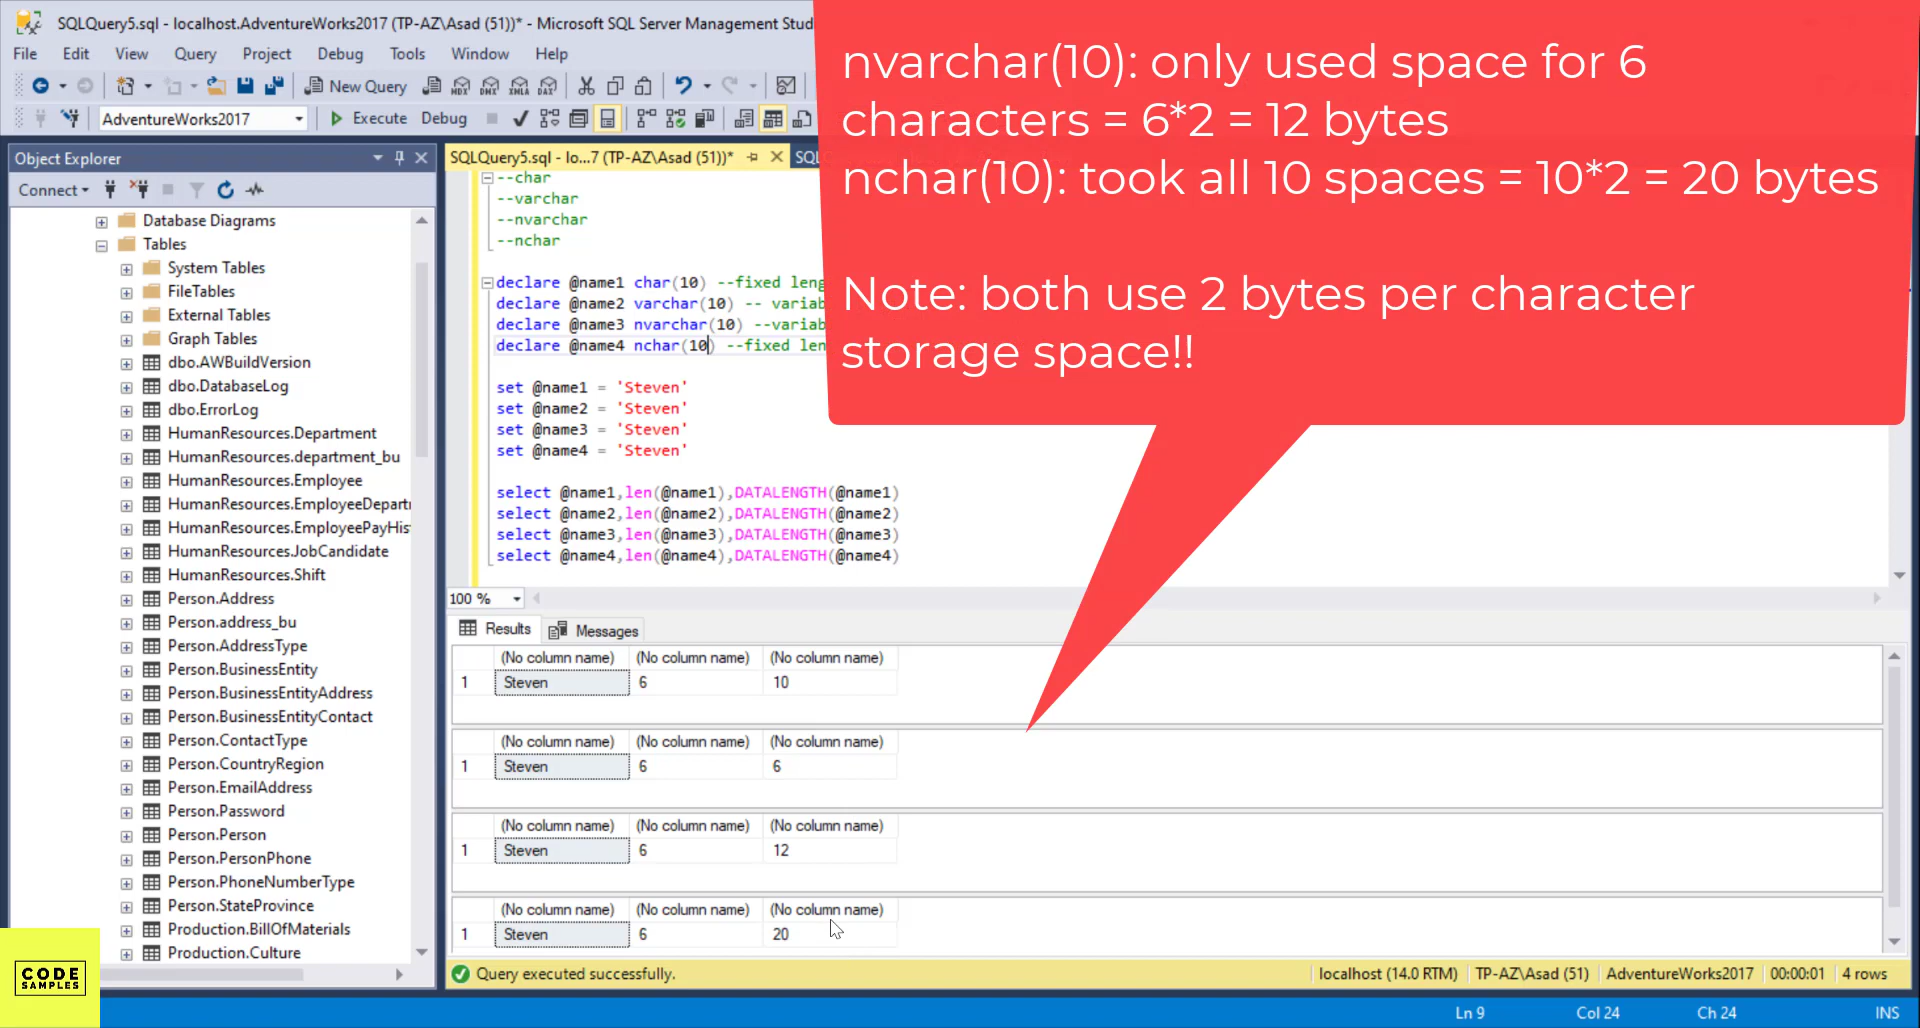 SQLQuery5.sql - localhost.AdventureWorks2017 (TP-AZ\Asad (51))* - Microsoft SQL Server Management Stud
File Edit View Query Project Debug Tools Window Help
New Query MDX DMX XMLA DAX
AdventureWorks2017 Execute Debug
nvarchar(10): only used space for 6
characters = 6*2 = 12 bytes
nchar(10): took all 10 spaces = 10*2 = 20 bytes
Note: both use 2 bytes per character
storage space!!
Object Explorer
Connect
Database Diagrams
Tables
System Tables
FileTables
External Tables
Graph Tables
dbo.AWBuildVersion
dbo.DatabaseLog
dbo.ErrorLog
HumanResources.Department
HumanResources.department_bu
HumanResources.Employee
HumanResources.EmployeeDepart
HumanResources.EmployeePayHis
HumanResources.JobCandidate
HumanResources.Shift
Person.Address
Person.address_bu
Person.AddressType
Person.BusinessEntity
Person.BusinessEntityAddress
Person.BusinessEntityContact
Person.ContactType
Person.CountryRegion
Person.EmailAddress
Person.Password
Person.Person
Person.PersonPhone
Person.PhoneNumberType
Person.StateProvince
Production.BillOfMaterials
Production.Culture
SQLQuery5.sql - lo...7 (TP-AZ\Asad (51))* SQL
--char
--varchar
--nvarchar
--nchar
declare @name1 char(10) --fixed leng
declare @name2 varchar(10) -- variab
declare @name3 nvarchar(10) --variab
declare @name4 nchar(10) --fixed len
set @name1 = 'Steven'
set @name2 = 'Steven'
set @name3 = 'Steven'
set @name4 = 'Steven'
select @name1,len(@name1),DATALENGTH(@name1)
select @name2,len(@name2),DATALENGTH(@name2)
select @name3,len(@name3),DATALENGTH(@name3)
select @name4,len(@name4),DATALENGTH(@name4)
100 %
Results Messages
(No column name) (No column name) (No column name)
1 Steven 6 10
(No column name) (No column name) (No column name)
1 Steven 6 6
(No column name) (No column name) (No column name)
1 Steven 6 12
(No column name) (No column name) (No column name)
1 Steven 6 20
Query executed successfully. localhost (14.0 RTM) TP-AZ\Asad (51) AdventureWorks2017 00:00:01 4 rows
CODE
SAMPLES
Ln 9 Col 24 Ch 24 INS